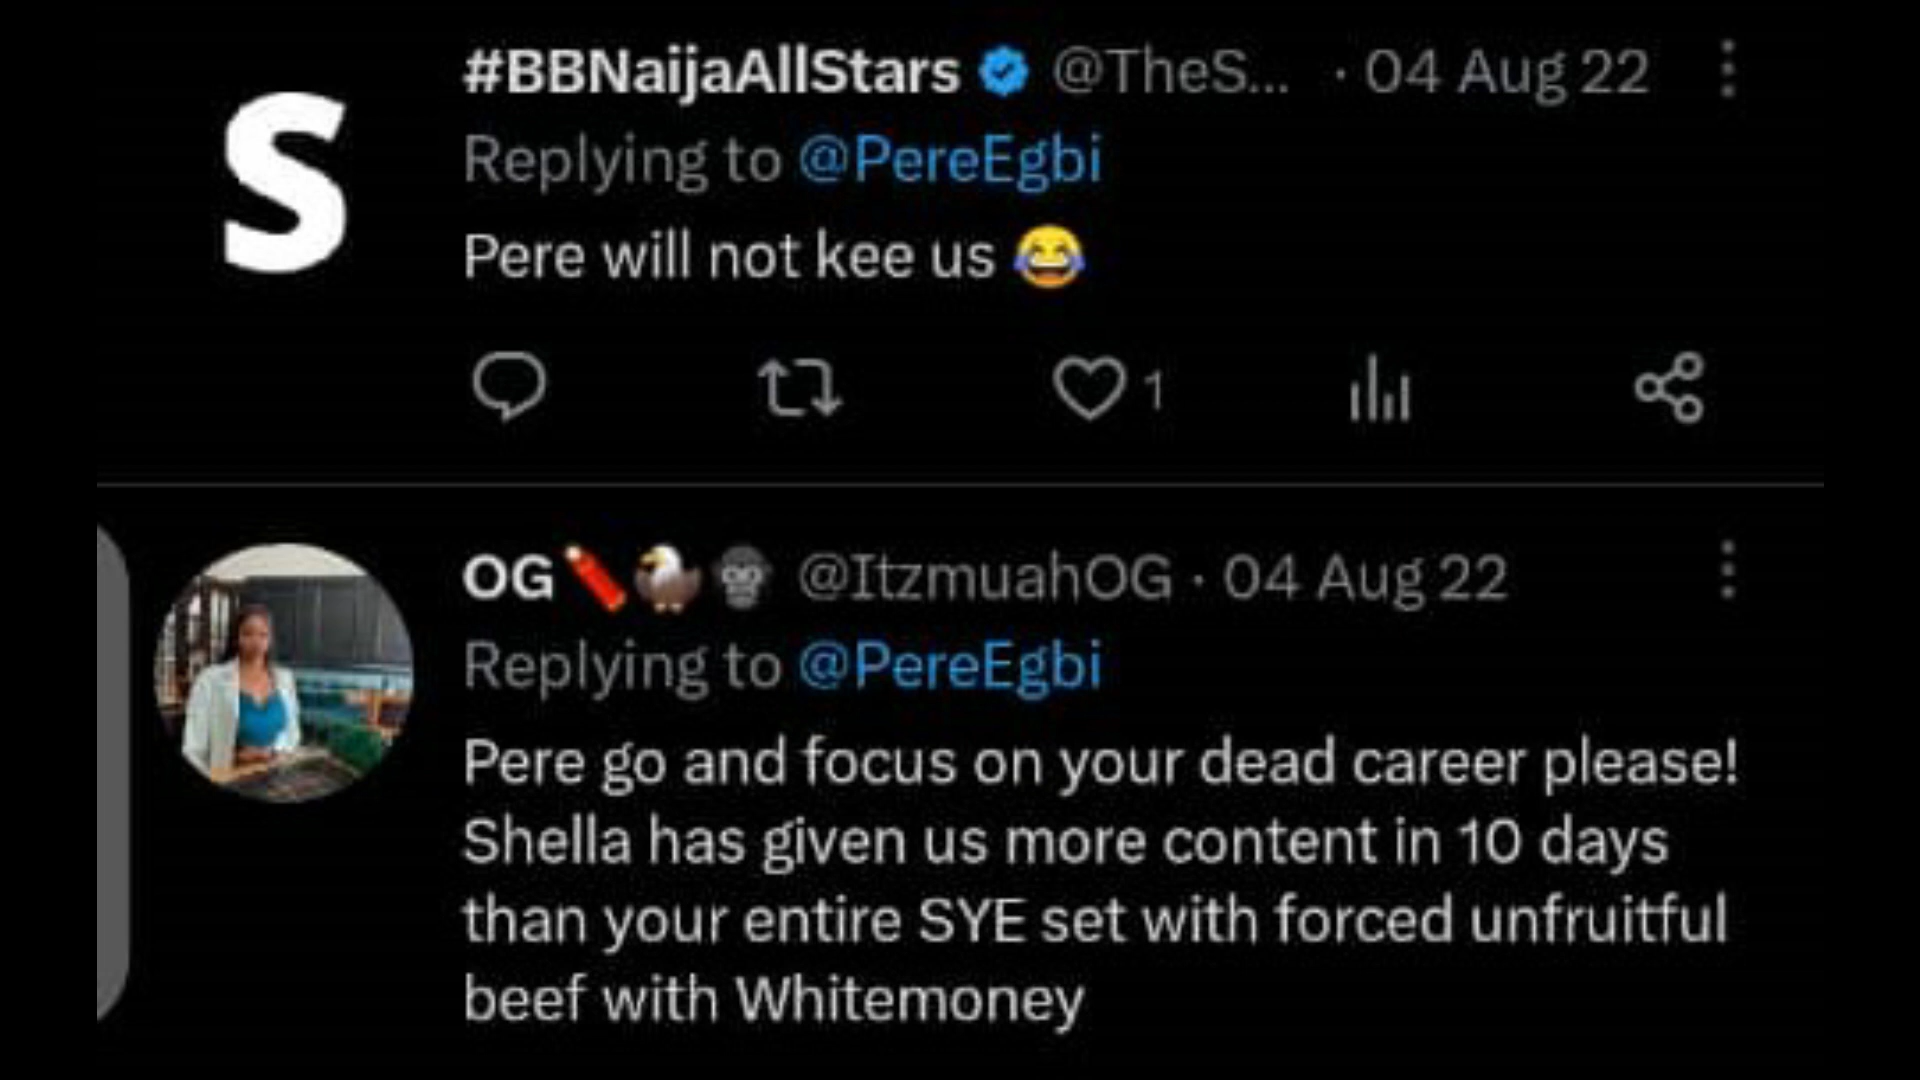 S
#BBNaijaAllStars @TheS... · 04 Aug 22
Replying to @PereEgbi
Pere will not kee us 😂
1
OG🧨🦅🦍 @ItzmuahOG · 04 Aug 22
Replying to @PereEgbi
Pere go and focus on your dead career please!
Shella has given us more content in 10 days
than your entire SYE set with forced unfruitful
beef with Whitemoney